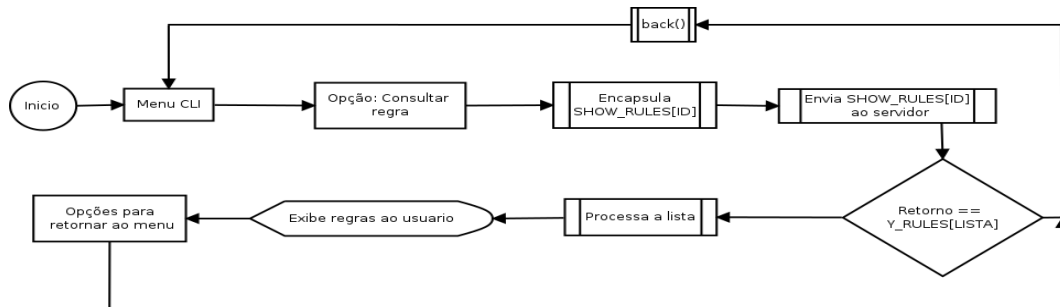 back()
Inicio
Menu CLI
Opção: Consultar
regra
Encapsula
SHOW_RULES[ID]
Envia SHOW_RULES[ID]
ao servidor
Opções para
retornar ao menu
Exibe regras ao usuario
Processa a lista
Retorno ==
Y_RULES[LISTA]